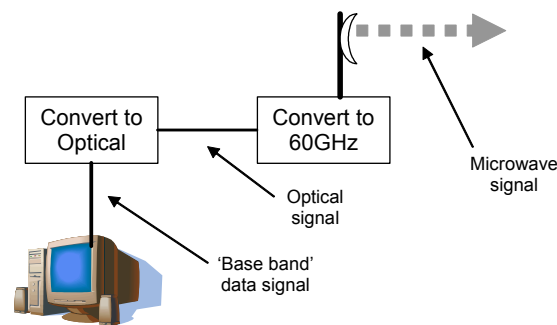 Convert to
Optical
Convert to
60GHz
Microwave
signal
Optical
signal
‘Base band’
data signal